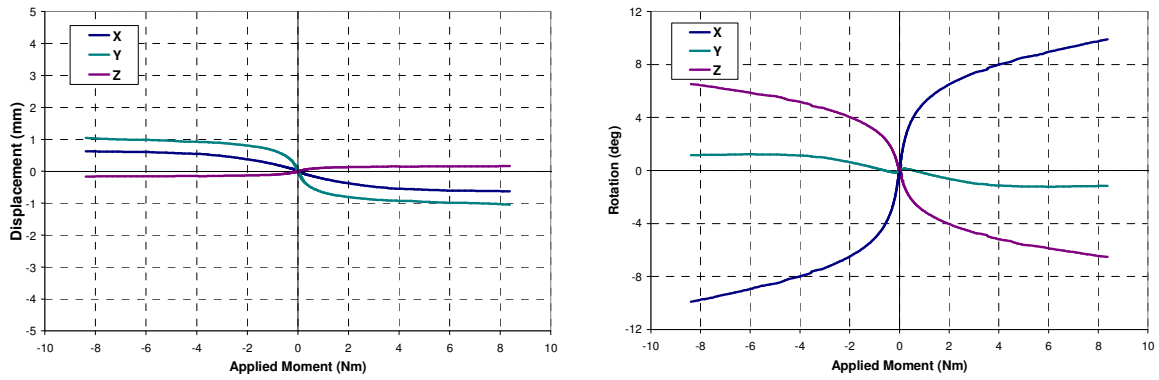 5
4
3
2
1
0
-1
-2
-3
-4
-5
Displacement (mm)
X
Y
Z
-10 -8 -6 -4 -2 0 2 4 6 8 10
Applied Moment (Nm)
12
8
4
0
-4
-8
-12
Rotation (deg)
X
Y
Z
-10 -8 -6 -4 -2 0 2 4 6 8 10
Applied Moment (Nm)